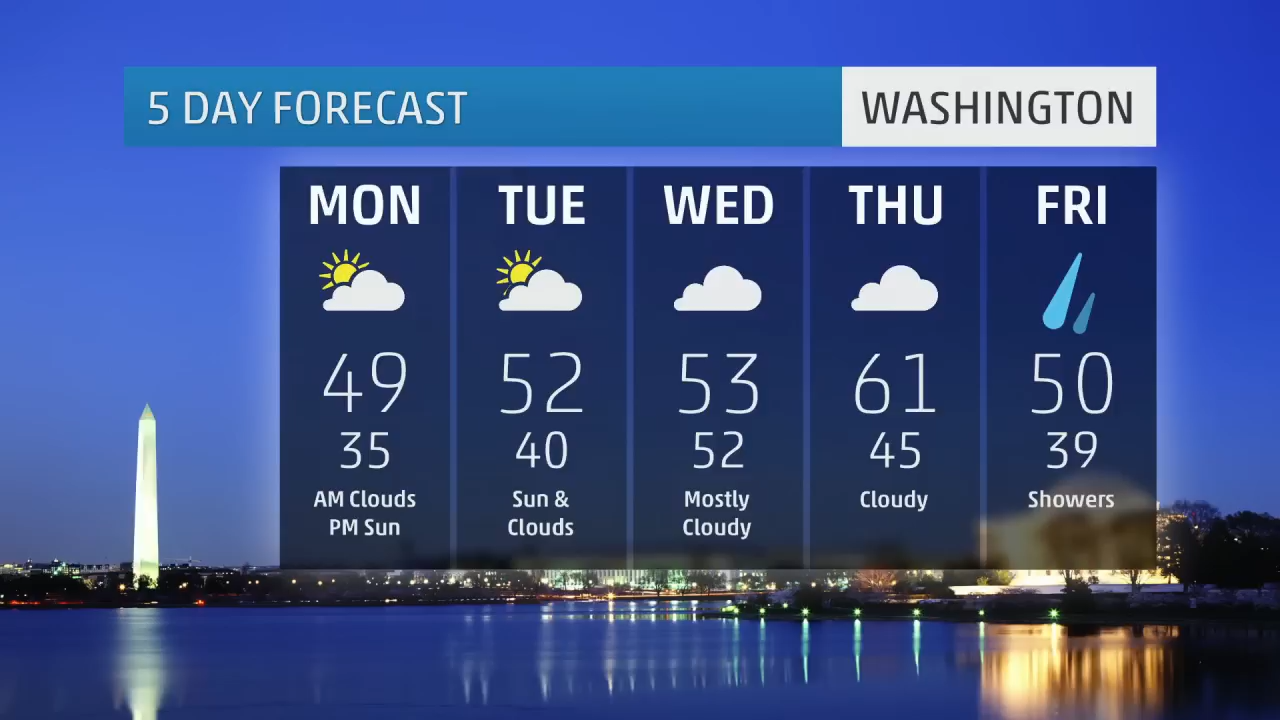 5 DAY FORECAST
WASHINGTON
MON
TUE
WED
THU
FRI
49
52
53
61
50
35
40
52
45
39
AM Clouds
PM Sun
Sun &
Clouds
Mostly
Cloudy
Cloudy
Showers